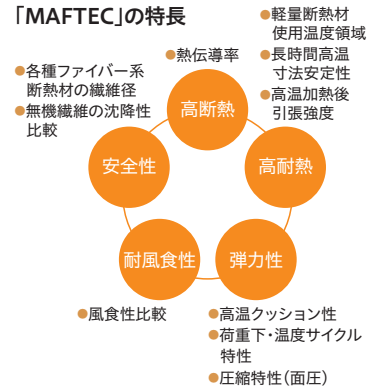 「MAFTEC」の特長
●熱伝導率
高断熱
●軽量断熱材
使用温度領域
●長時間高温
寸法安定性
●高温加熱後
引張強度
高耐熱
弾力性
●高温クッション性
●荷重下・温度サイクル
特性
●圧縮特性(面圧)
耐風食性
●風食性比較
安全性
●各種ファイバー系
断熱材の繊維径
●無機繊維の沈降性
比較